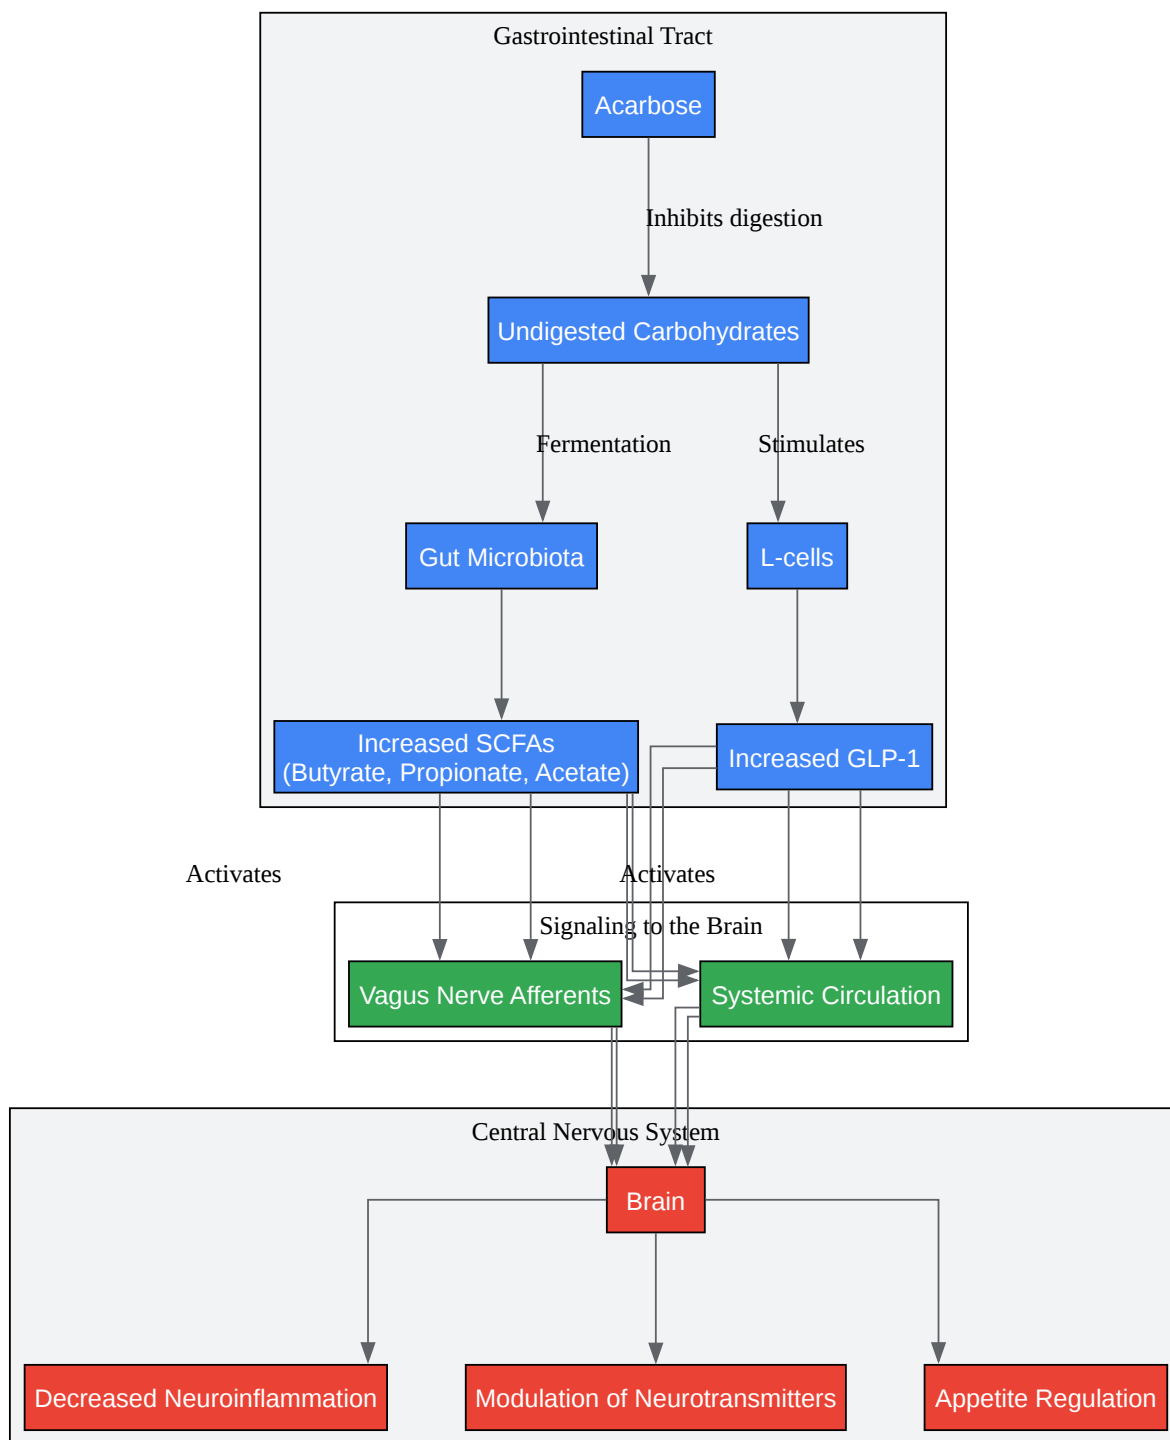 Gastrointestinal Tract
Acarbose
Inhibits digestion
Undigested Carbohydrates
Fermentation
Stimulates
Gut Microbiota
L-cells
Increased SCFAs
(Butyrate, Propionate, Acetate)
Increased GLP-1
Activates
Activates
Signaling to the Brain
Vagus Nerve Afferents
Systemic Circulation
Central Nervous System
Brain
Decreased Neuroinflammation
Modulation of Neurotransmitters
Appetite Regulation